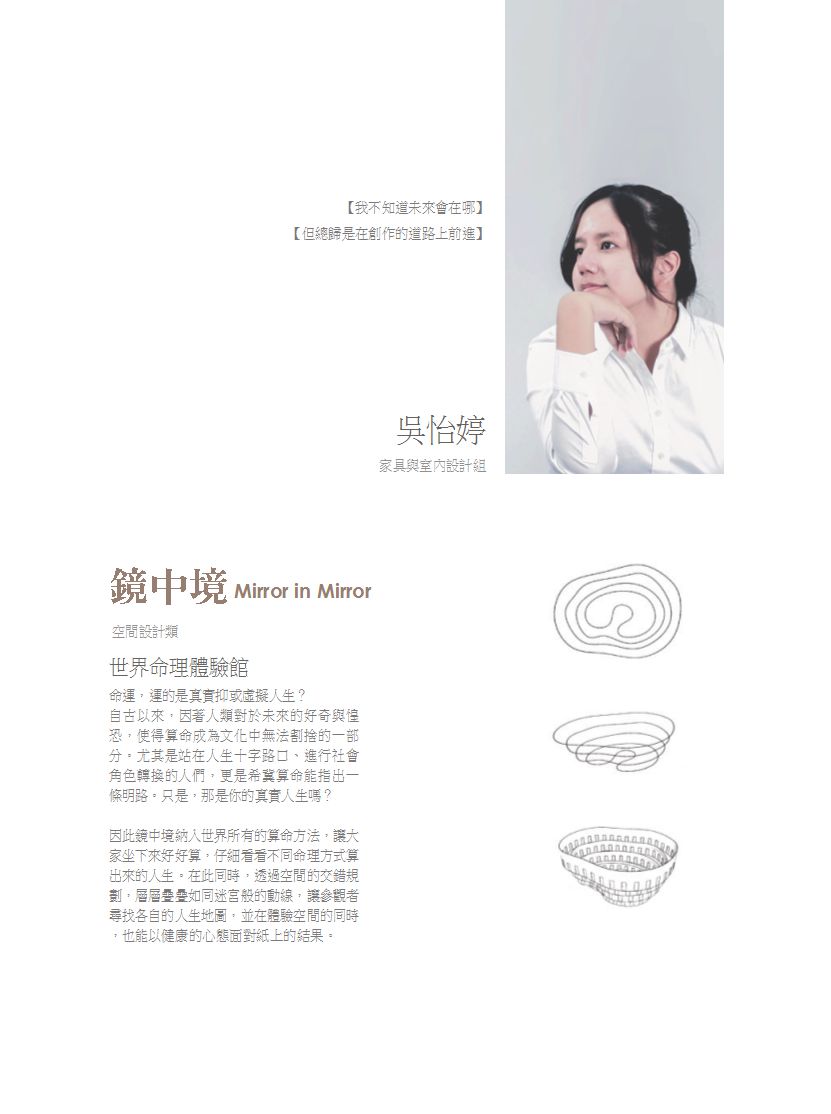 【我不知道未來會在哪】
【但總歸是在創作的道路上前進】
吳怡婷
家具與室內設計組
鏡中境 Mirror in Mirror
空間設計類
世界命理體驗館
命運，運的是真實抑或虛擬人生？
自古以來，因著人類對於未來的好奇與惶
恐，使得算命成為文化中無法割捨的一部
分。尤其是站在人生十字路口、進行社會
角色轉換的人們，更是希冀算命能指出一
條明路。只是，那是你的真實人生嗎？
因此鏡中境納入世界所有的算命方法，讓大
家坐下來好好算，仔細看看不同命理方式算
出來的人生。在此同時，透過空間的交錯規
劃，層層疊疊如同迷宮般的動線，讓參觀者
尋找各自的人生地圖，並在體驗空間的同時
，也能以健康的心態面對紙上的結果。